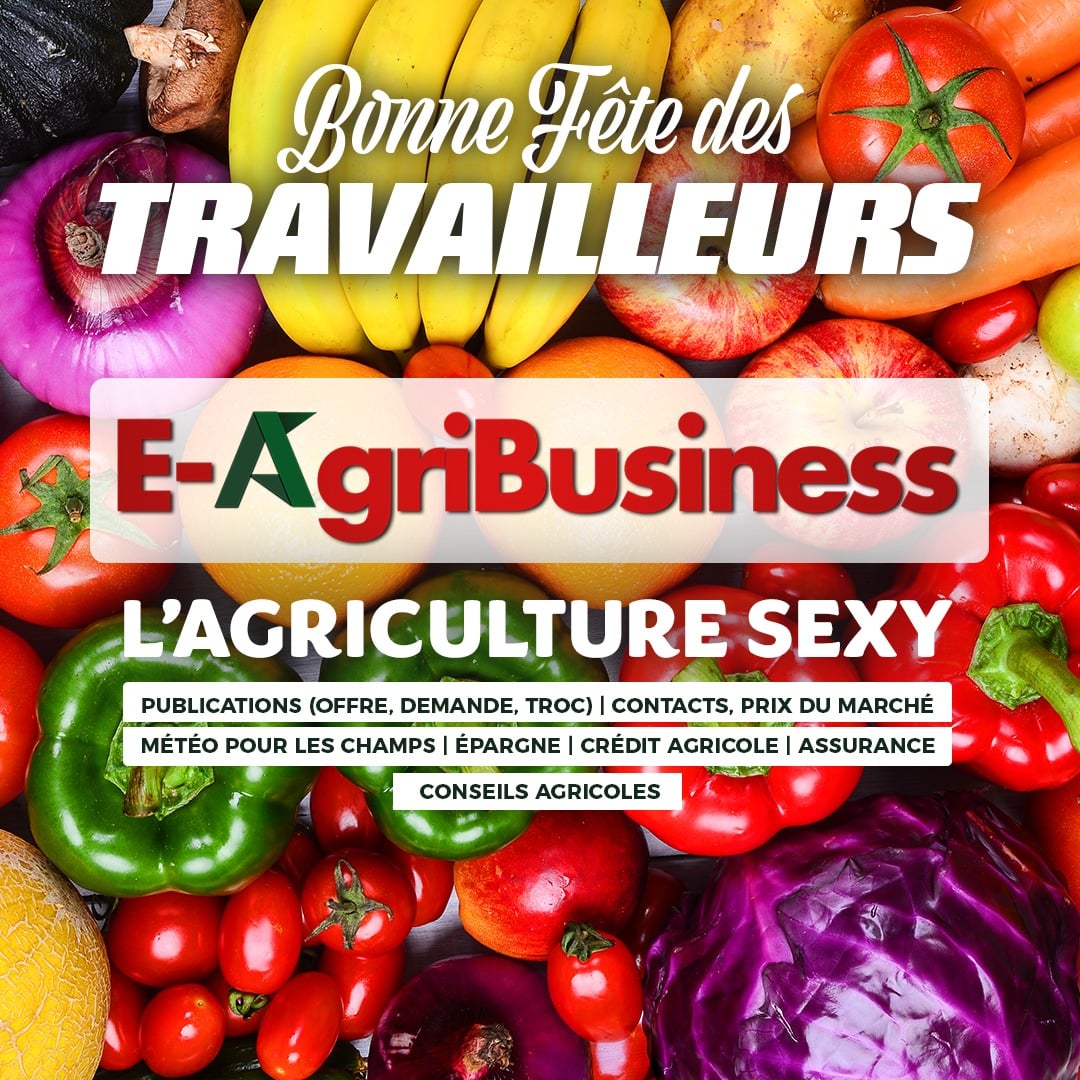 Bonne Fête des
TRAVAILLEURS
E-AgriBusiness
L'AGRICULTURE SEXY
PUBLICATIONS (OFFRE, DEMANDE, TROC) | CONTACTS, PRIX DU MARCHÉ
MÉTÉO POUR LES CHAMPS | ÉPARGNE | CRÉDIT AGRICOLE | ASSURANCE
CONSEILS AGRICOLES